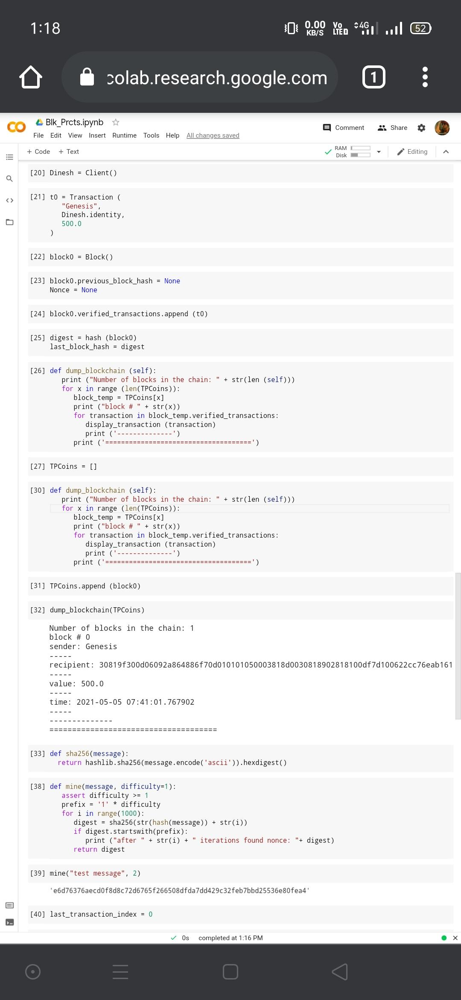 1:18
0.00 KB/S
Vo LTE
4G
52
colab.research.google.com
1
Blk_Prcts.ipynb
Comment
Share
File Edit View Insert Runtime Tools Help All changes saved
+ Code + Text
RAM
Disk
Editing
[20] Dinesh = Client()
[21] t0 = Transaction (
"Genesis",
Dinesh.identity,
500.0
)
[22] block0 = Block()
[23] block0.previous_block_hash = None
Nonce = None
[24] block0.verified_transactions.append (t0)
[25] digest = hash (block0)
last_block_hash = digest
[26] def dump_blockchain (self):
print ("Number of blocks in the chain: " + str(len (self)))
for x in range (len(TPCoins)):
block_temp = TPCoins[x]
print ("block # " + str(x))
for transaction in block_temp.verified_transactions:
display_transaction (transaction)
print ('--------------')
print ('=====================================')
[27] TPCoins = []
[30] def dump_blockchain (self):
print ("Number of blocks in the chain: " + str(len (self)))
for x in range (len(TPCoins)):
block_temp = TPCoins[x]
print ("block # " + str(x))
for transaction in block_temp.verified_transactions:
display_transaction (transaction)
print ('--------------')
print ('=====================================')
[31] TPCoins.append (block0)
[32] dump_blockchain(TPCoins)
Number of blocks in the chain: 1
block # 0
sender: Genesis
-----
recipient: 30819f300d06092a864886f70d010101050003818d0030818902818100df7d100622cc76eab161
-----
value: 500.0
-----
time: 2021-05-05 07:41:01.767902
-----
--------------
=====================================
[33] def sha256(message):
return hashlib.sha256(message.encode('ascii')).hexdigest()
[38] def mine(message, difficulty=1):
assert difficulty >= 1
prefix = '1' * difficulty
for i in range(1000):
digest = sha256(str(hash(message)) + str(i))
if digest.startswith(prefix):
print ("after " + str(i) + " iterations found nonce: "+ digest)
return digest
[39] mine("test message", 2)
'e6d76376aecd0f8d8c72d6765f266508dfda7dd429c32feb7bbd25536e80fea4'
[40] last_transaction_index = 0
0s completed at 1:16 PM